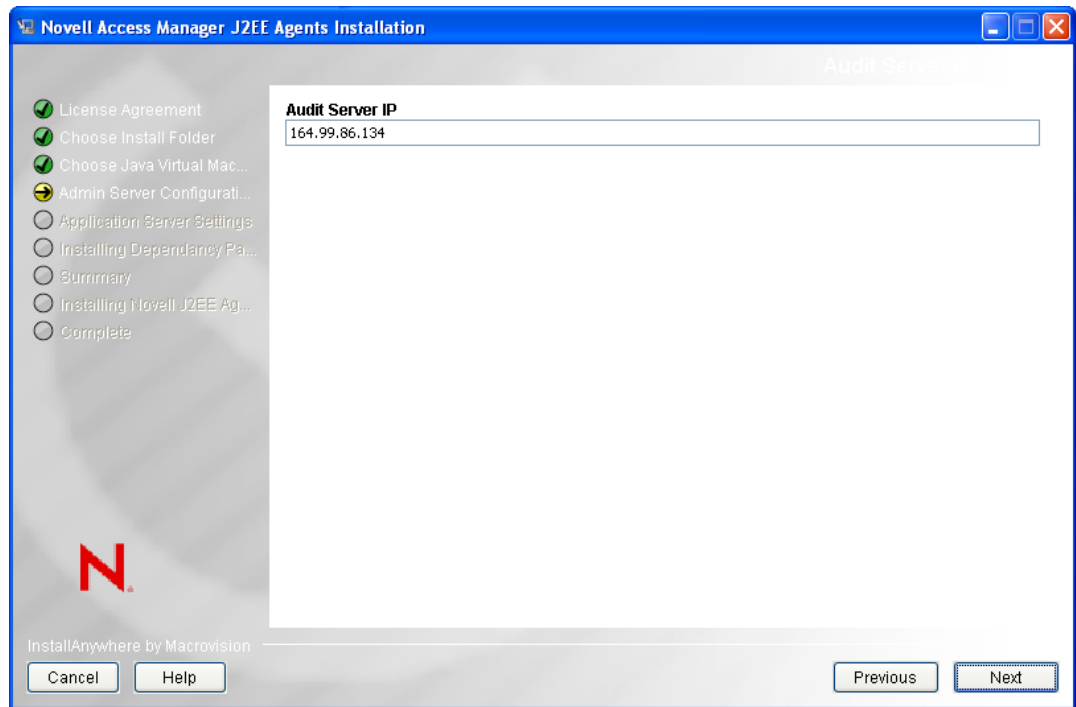 Novell Access Manager J2EE Agents Installation
Audit Server IP
License Agreement
Choose Install Folder
Choose Java Virtual Mac...
Admin Server Configurati...
Application Server Settings
Installing Dependancy Pa...
Summary
Installing Novell J2EE Ag...
Complete
Audit Server IP
164.99.86.134
N
InstallAnywhere by Macrovision
Cancel
Help
Previous
Next